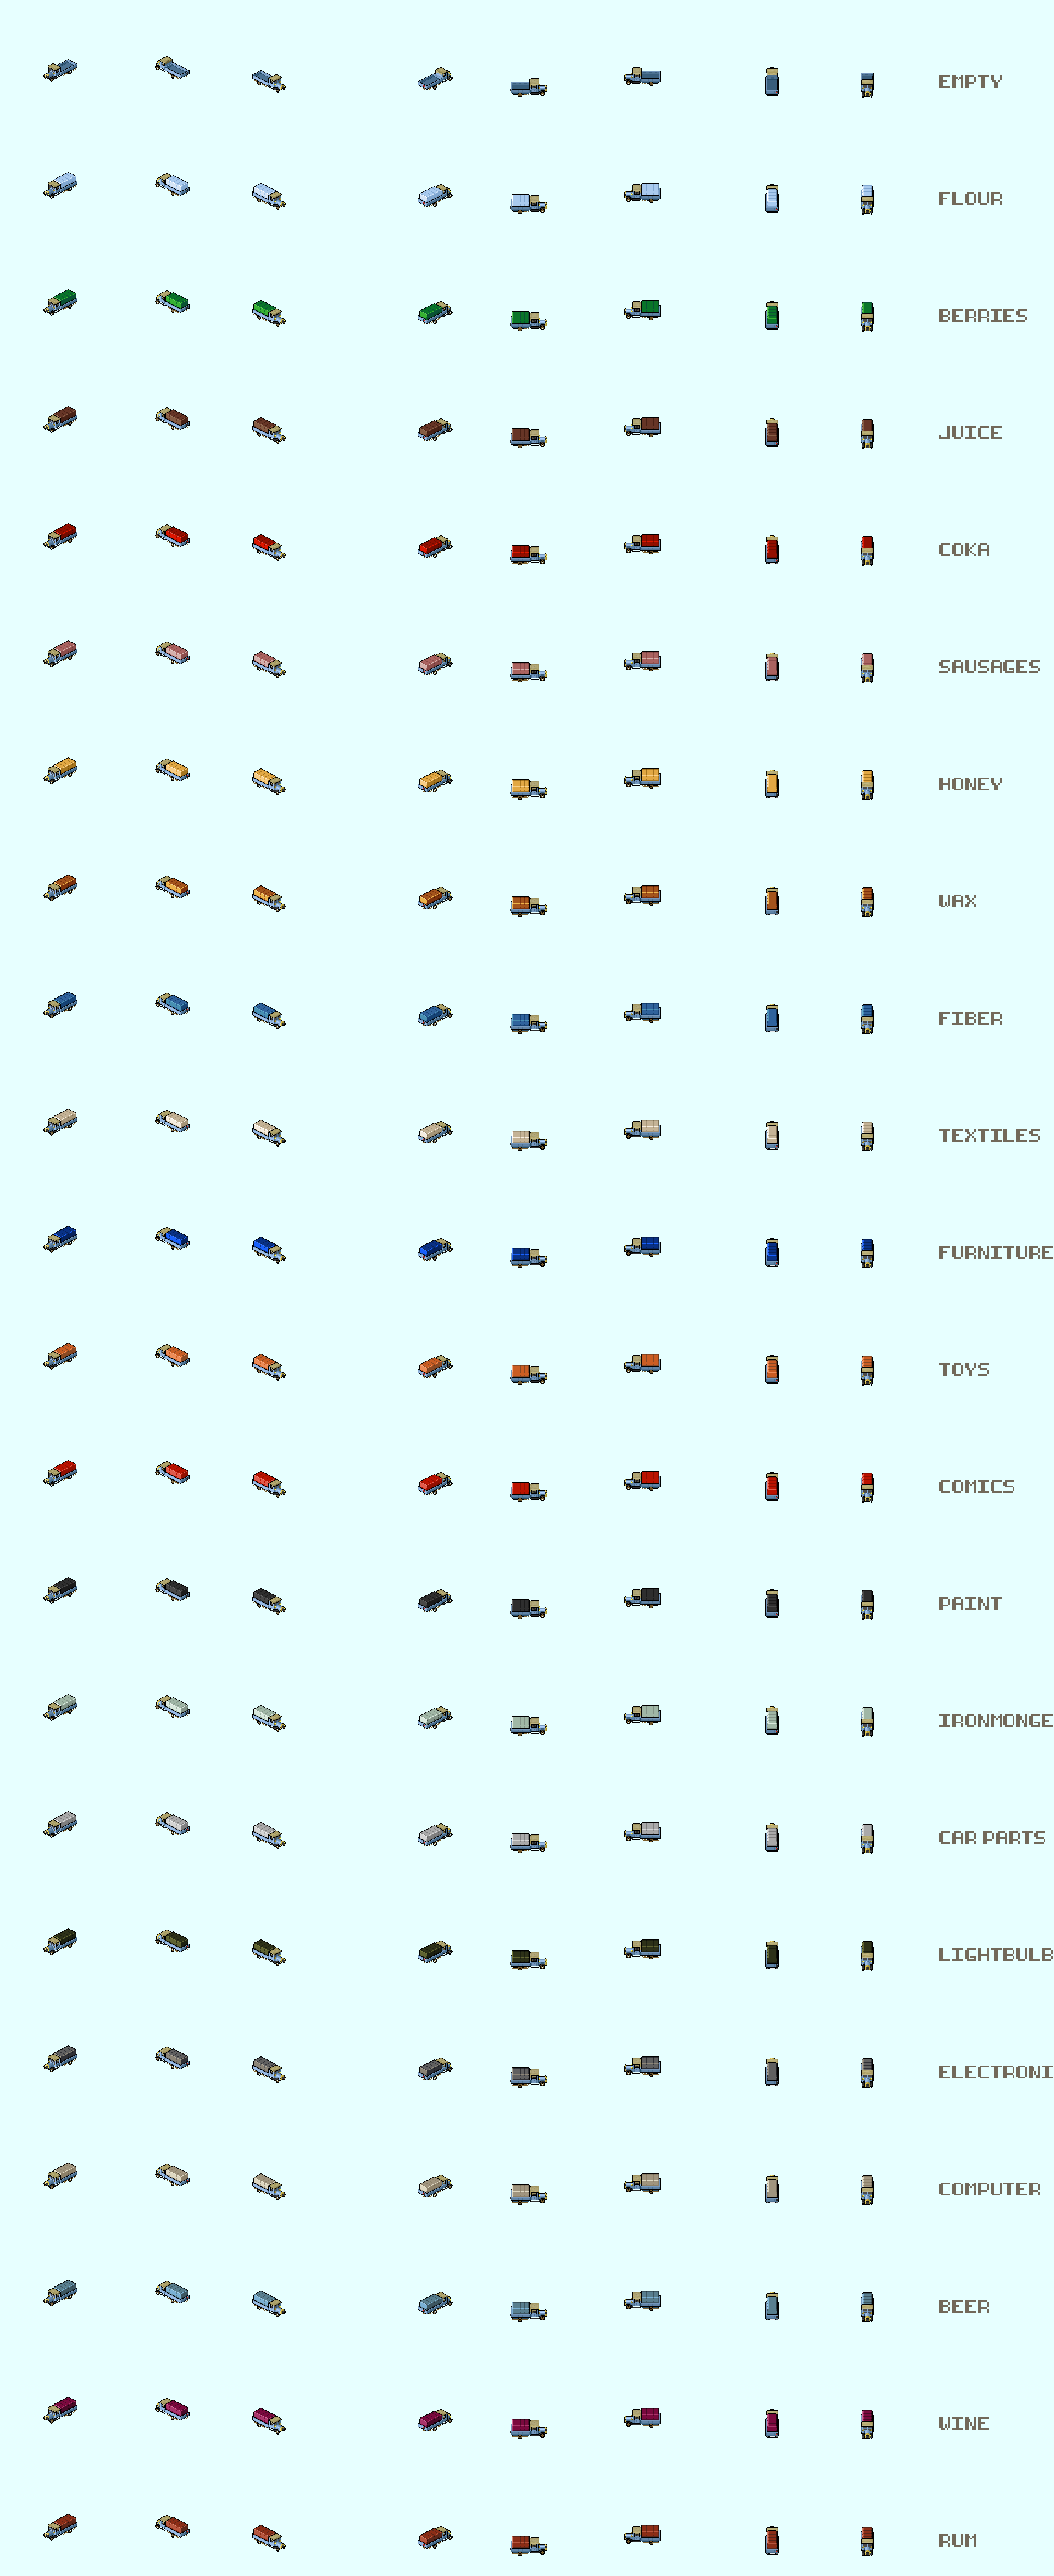 EMPTY
FLOUR
BERRIES
JUICE
COKA
SAUSAGES
HONEY
WAX
FIBER
TEXTILES
FURNITURE
TOYS
COMICS
PAINT
IRONMONGE
CAR PARTS
LIGHTBULB
ELECTRONI
COMPUTER
BEER
WINE
RUM